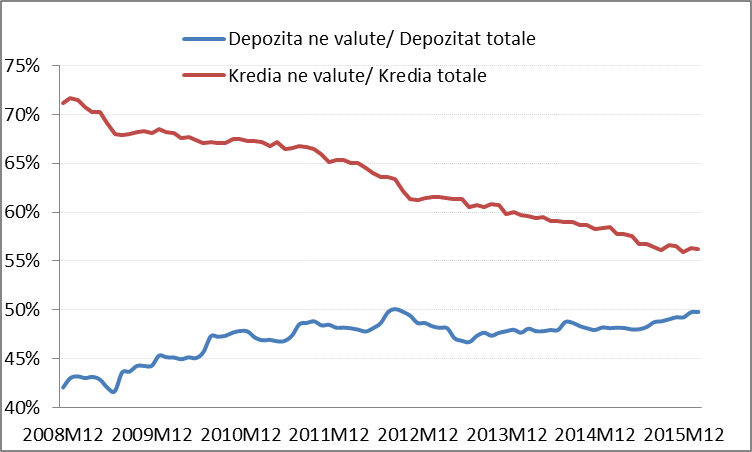 Depozita ne valute/ Depozitat totale
Kredia ne valute/ Kredia totale
75%
70%
65%
60%
55%
50%
45%
40%
2008M12 2009M12 2010M12 2011M12 2012M12 2013M12 2014M12 2015M12